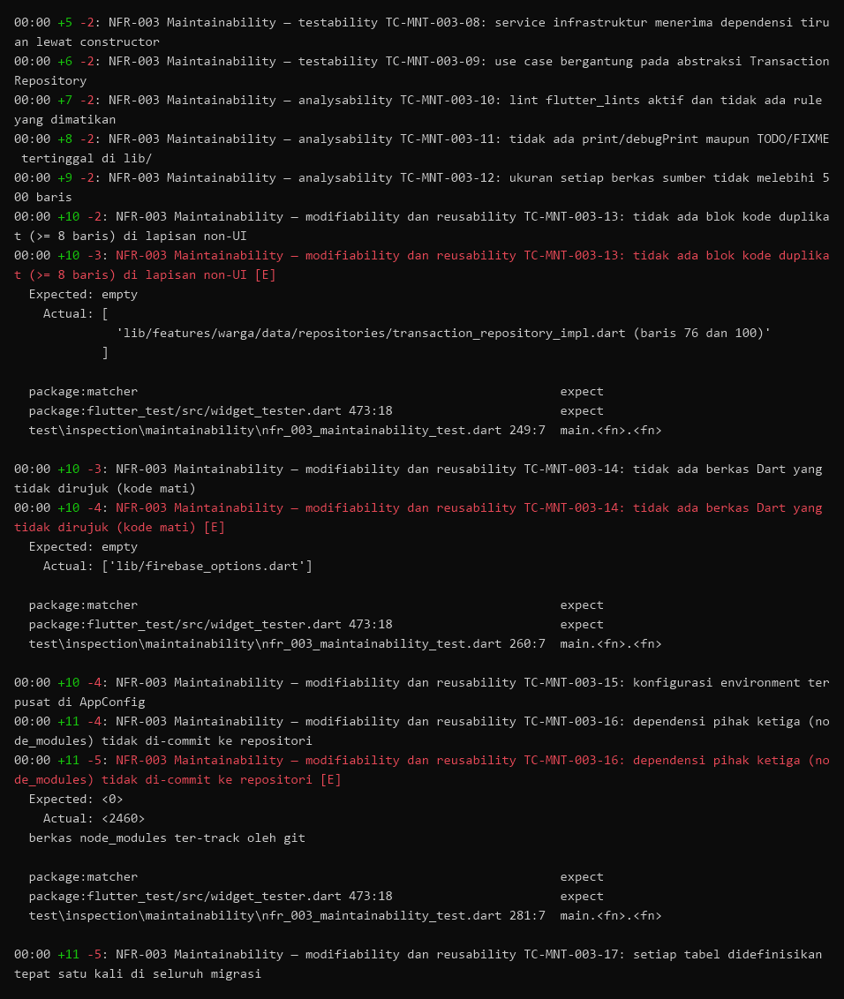 00:00 +5 -2: NFR-003 Maintainability — testability TC-MNT-003-08: service infrastruktur menerima dependensi tiru
an lewat constructor
00:00 +6 -2: NFR-003 Maintainability — testability TC-MNT-003-09: use case bergantung pada abstraksi Transaction
Repository
00:00 +7 -2: NFR-003 Maintainability — analysability TC-MNT-003-10: lint flutter_lints aktif dan tidak ada rule
yang dimatikan
00:00 +8 -2: NFR-003 Maintainability — analysability TC-MNT-003-11: tidak ada print/debugPrint maupun TODO/FIXME
 tertinggal di lib/
00:00 +9 -2: NFR-003 Maintainability — analysability TC-MNT-003-12: ukuran setiap berkas sumber tidak melebihi 5
00 baris
00:00 +10 -2: NFR-003 Maintainability — modifiability dan reusability TC-MNT-003-13: tidak ada blok kode duplika
t (>= 8 baris) di lapisan non-UI
00:00 +10 -3: NFR-003 Maintainability — modifiability dan reusability TC-MNT-003-13: tidak ada blok kode duplika
t (>= 8 baris) di lapisan non-UI [E]
  Expected: empty
    Actual: [
              'lib/features/warga/data/repositories/transaction_repository_impl.dart (baris 76 dan 100)'
            ]
  package:matcher                                                          expect
  package:flutter_test/src/widget_tester.dart 473:18                       expect
  test\inspection\maintainability\nfr_003_maintainability_test.dart 249:7  main.<fn>.<fn>
00:00 +10 -3: NFR-003 Maintainability — modifiability dan reusability TC-MNT-003-14: tidak ada berkas Dart yang
tidak dirujuk (kode mati)
00:00 +10 -4: NFR-003 Maintainability — modifiability dan reusability TC-MNT-003-14: tidak ada berkas Dart yang
tidak dirujuk (kode mati) [E]
  Expected: empty
    Actual: ['lib/firebase_options.dart']
  package:matcher                                                          expect
  package:flutter_test/src/widget_tester.dart 473:18                       expect
  test\inspection\maintainability\nfr_003_maintainability_test.dart 260:7  main.<fn>.<fn>
00:00 +10 -4: NFR-003 Maintainability — modifiability dan reusability TC-MNT-003-15: konfigurasi environment ter
pusat di AppConfig
00:00 +11 -4: NFR-003 Maintainability — modifiability dan reusability TC-MNT-003-16: dependensi pihak ketiga (no
de_modules) tidak di-commit ke repositori
00:00 +11 -5: NFR-003 Maintainability — modifiability dan reusability TC-MNT-003-16: dependensi pihak ketiga (no
de_modules) tidak di-commit ke repositori [E]
  Expected: <0>
    Actual: <2460>
  berkas node_modules ter-track oleh git
  package:matcher                                                          expect
  package:flutter_test/src/widget_tester.dart 473:18                       expect
  test\inspection\maintainability\nfr_003_maintainability_test.dart 281:7  main.<fn>.<fn>
00:00 +11 -5: NFR-003 Maintainability — modifiability dan reusability TC-MNT-003-17: setiap tabel didefinisikan
tepat satu kali di seluruh migrasi